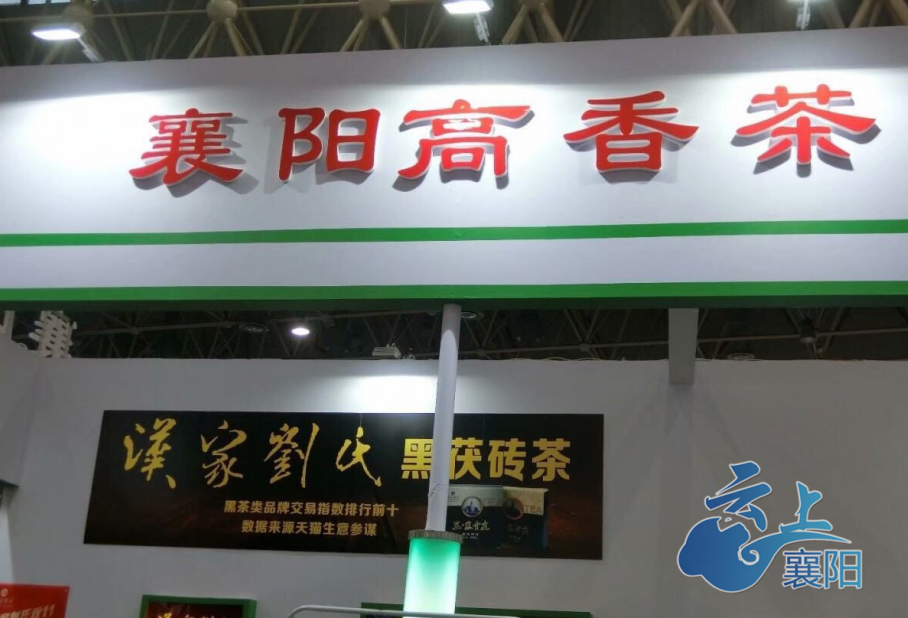 襄阳高香茶
漢家劉氏黑茯砖茶
黑茶类品牌交易指数排行前十
数据来源天猫生意参谋
云上
襄阳